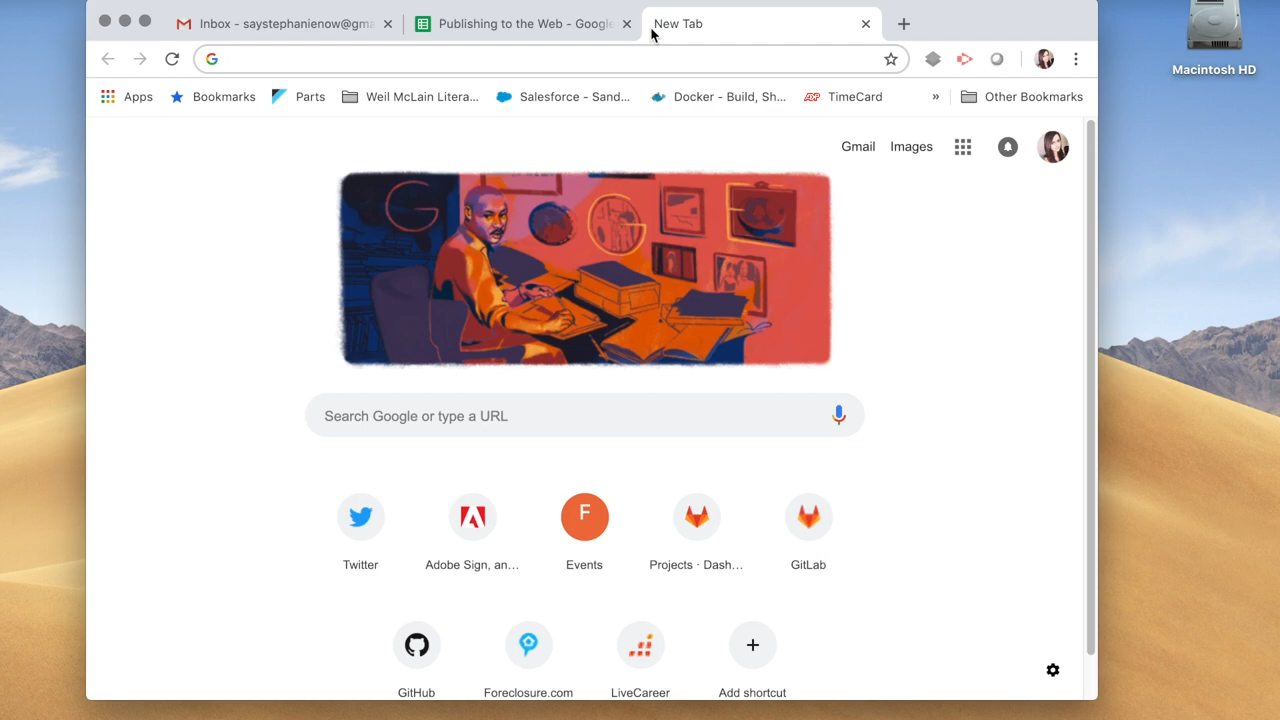 Inbox - saystephanienow@gma
Publishing to the Web - Google
New Tab
Apps
Bookmarks
Parts
Weil McLain Litera...
Salesforce - Sand...
Docker - Build, Sh...
TimeCard
»
Other Bookmarks
Macintosh HD
Gmail
Images
Search Google or type a URL
F
Twitter
Adobe Sign, an...
Events
Projects · Dash...
GitLab
GitHub
Foreclosure.com
LiveCareer
Add shortcut